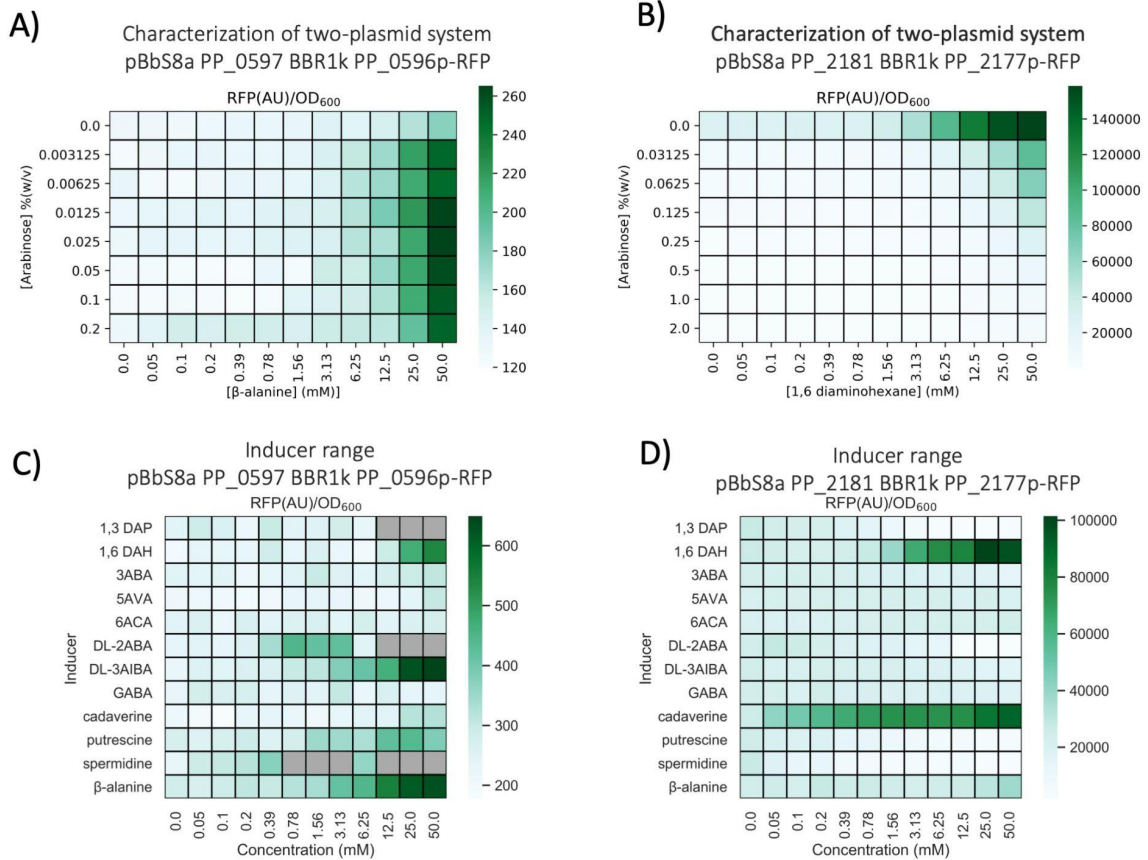 A)
Characterization of two-plasmid system
pBbS8a PP_0597 BBR1k PP_0596p-RFP
RFP(AU)/OD600
[Arabinose] %(w/v)
0.0
0.003125
0.00625
0.0125
0.025
0.05
0.1
0.2
0.0 0.05 0.1 0.2 0.39 0.78 1.56 3.13 6.25 12.5 25.0 50.0
[β-alanine] (mM)]
260
240
220
200
180
160
140
120
B)
Characterization of two-plasmid system
pBbS8a PP_2181 BBR1k PP_2177p-RFP
RFP(AU)/OD600
[Arabinose] %(w/v)
0.0
0.03125
0.0625
0.125
0.25
0.5
1.0
2.0
0.0 0.05 0.1 0.2 0.39 0.78 1.56 3.13 6.25 12.5 25.0 50.0
[1,6 diaminohexane] (mM)
140000
120000
100000
80000
60000
40000
20000
C)
Inducer range
pBbS8a PP_0597 BBR1k PP_0596p-RFP
RFP(AU)/OD600
Inducer
1,3 DAP
1,6 DAH
3ABA
5AVA
6ACA
DL-2ABA
DL-3AIBA
GABA
cadaverine
putrescine
spermidine
β-alanine
0.0 0.05 0.1 0.2 0.39 0.78 1.56 3.13 6.25 12.5 25.0 50.0
Concentration (mM)
600
500
400
300
200
D)
Inducer range
pBbS8a PP_2181 BBR1k PP_2177p-RFP
RFP(AU)/OD600
Inducer
1,3 DAP
1,6 DAH
3ABA
5AVA
6ACA
DL-2ABA
DL-3AIBA
GABA
cadaverine
putrescine
spermidine
β-alanine
0.0 0.05 0.1 0.2 0.39 0.78 1.56 3.13 6.25 12.5 25.0 50.0
Concentration (mM)
100000
80000
60000
40000
20000